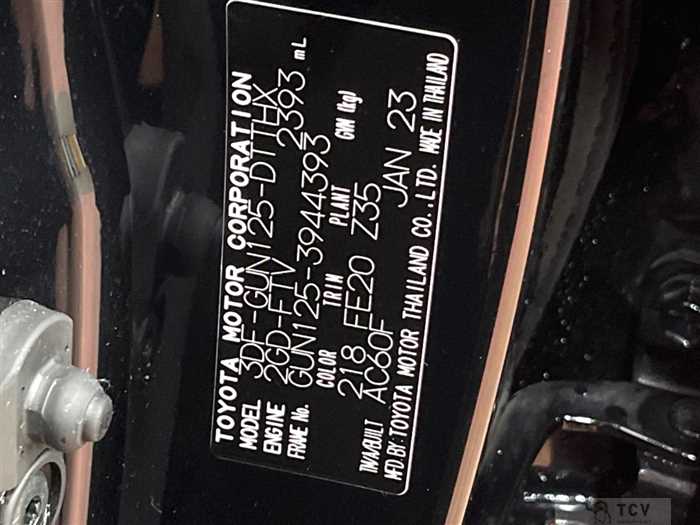 TOYOTA MOTOR CORPORATION
MODEL 3DF-GUN125-DTTHX
ENGINE 2GD-FTV 2393 mL
FRAME No. GUN125-3944393
COLOR TRIM PLANT GVM (kg)
218 FE20 Z35
T/A/BUILT AC60F JAN 23
MFD.BY:TOYOTA MOTOR THAILAND CO.,LTD. MADE IN THAILAND
TCV